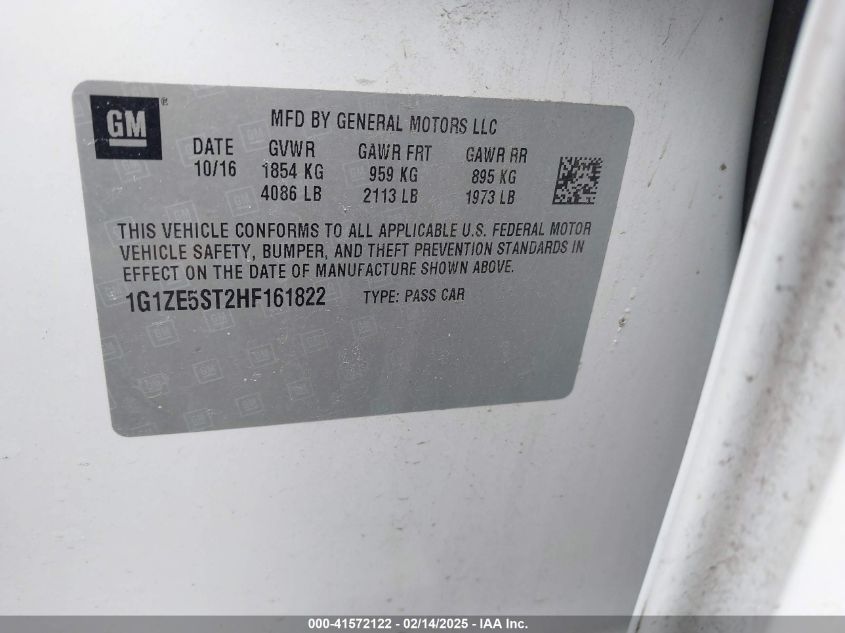 GM ®
MFD BY GENERAL MOTORS LLC
DATE GVWR GAWR FRT GAWR RR
10/16 1854 KG 959 KG 895 KG
4086 LB 2113 LB 1973 LB
THIS VEHICLE CONFORMS TO ALL APPLICABLE U.S. FEDERAL MOTOR
VEHICLE SAFETY, BUMPER, AND THEFT PREVENTION STANDARDS IN
EFFECT ON THE DATE OF MANUFACTURE SHOWN ABOVE.
1G1ZE5ST2HF161822 TYPE: PASS CAR
000-41572122 - 02/14/2025 - IAA Inc.